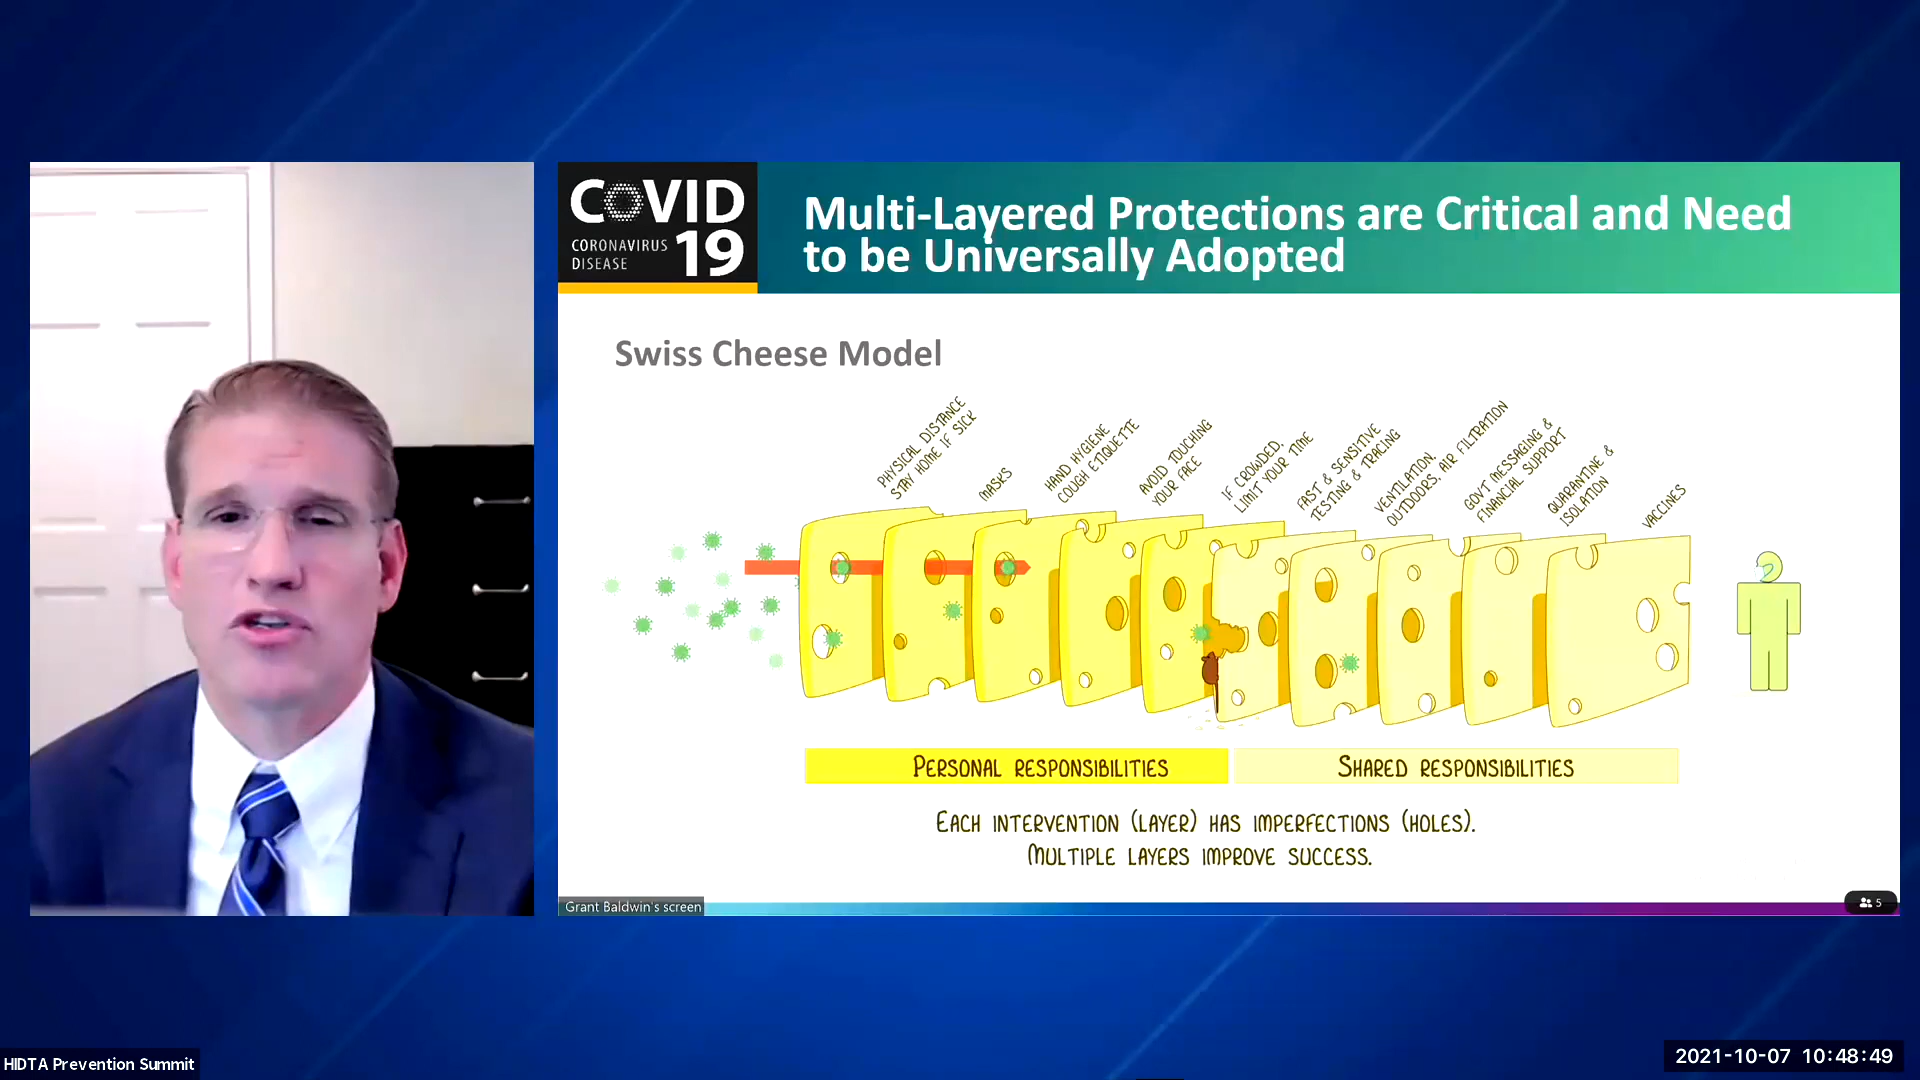 COVID
19
CORONAVIRUS
DISEASE
Multi-Layered Protections are Critical and Need
to be Universally Adopted
Swiss Cheese Model
PHYSICAL DISTANCE
STAY HOME IF SICK
MASKS
HAND HYGIENE
COUGH ETIQUETTE
AVOID TOUCHING
YOUR FACE
IF CROWDED,
LIMIT YOUR TIME
FAST & SENSITIVE
TESTING & TRACING
VENTILATION,
OUTDOORS, AIR FILTRATION
GOVT MESSAGING &
FINANCIAL SUPPORT
QUARANTINE &
ISOLATION
VACCINES
PERSONAL RESPONSIBILITIES
SHARED RESPONSIBILITIES
EACH INTERVENTION (LAYER) HAS IMPERFECTIONS (HOLES).
MULTIPLE LAYERS IMPROVE SUCCESS.
Grant Baldwin's screen
5
HIDTA Prevention Summit
2021-10-07 10:48:49